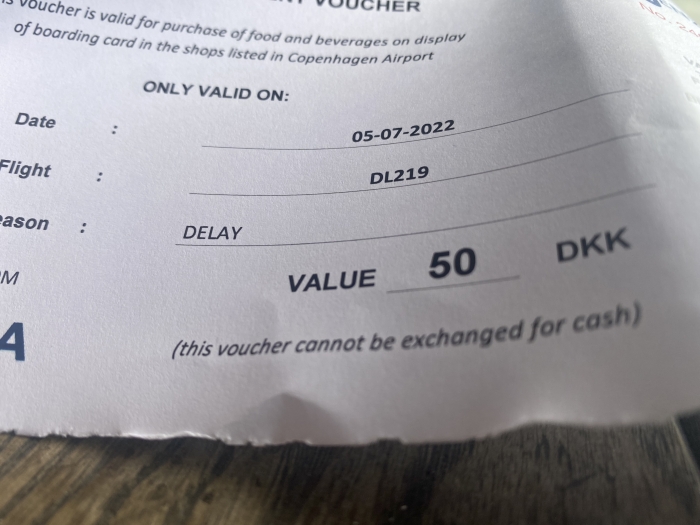 VOUCHER
voucher is valid for purchase of food and beverages on display
of boarding card in the shops listed in Copenhagen Airport
ONLY VALID ON:
Date : 05-07-2022
Flight : DL219
eason : DELAY
VALUE 50 DKK
(this voucher cannot be exchanged for cash)